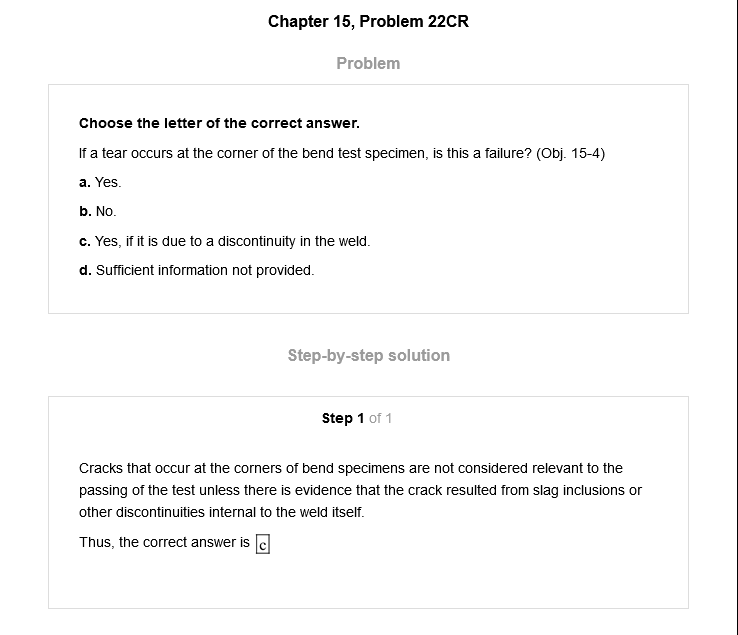 Chapter 15, Problem 22CR
Problem
Choose the letter of the correct answer.
If a tear occurs at the corner of the bend test specimen, is this a failure? (Obj. 15-4)
a. Yes.
b. No.
c. Yes, if it is due to a discontinuity in the weld.
d. Sufficient information not provided.
Step-by-step solution
Step 1 of 1
Cracks that occur at the corners of bend specimens are not considered relevant to the
passing of the test unless there is evidence that the crack resulted from slag inclusions or
other discontinuities internal to the weld itself.
Thus, the correct answer is c